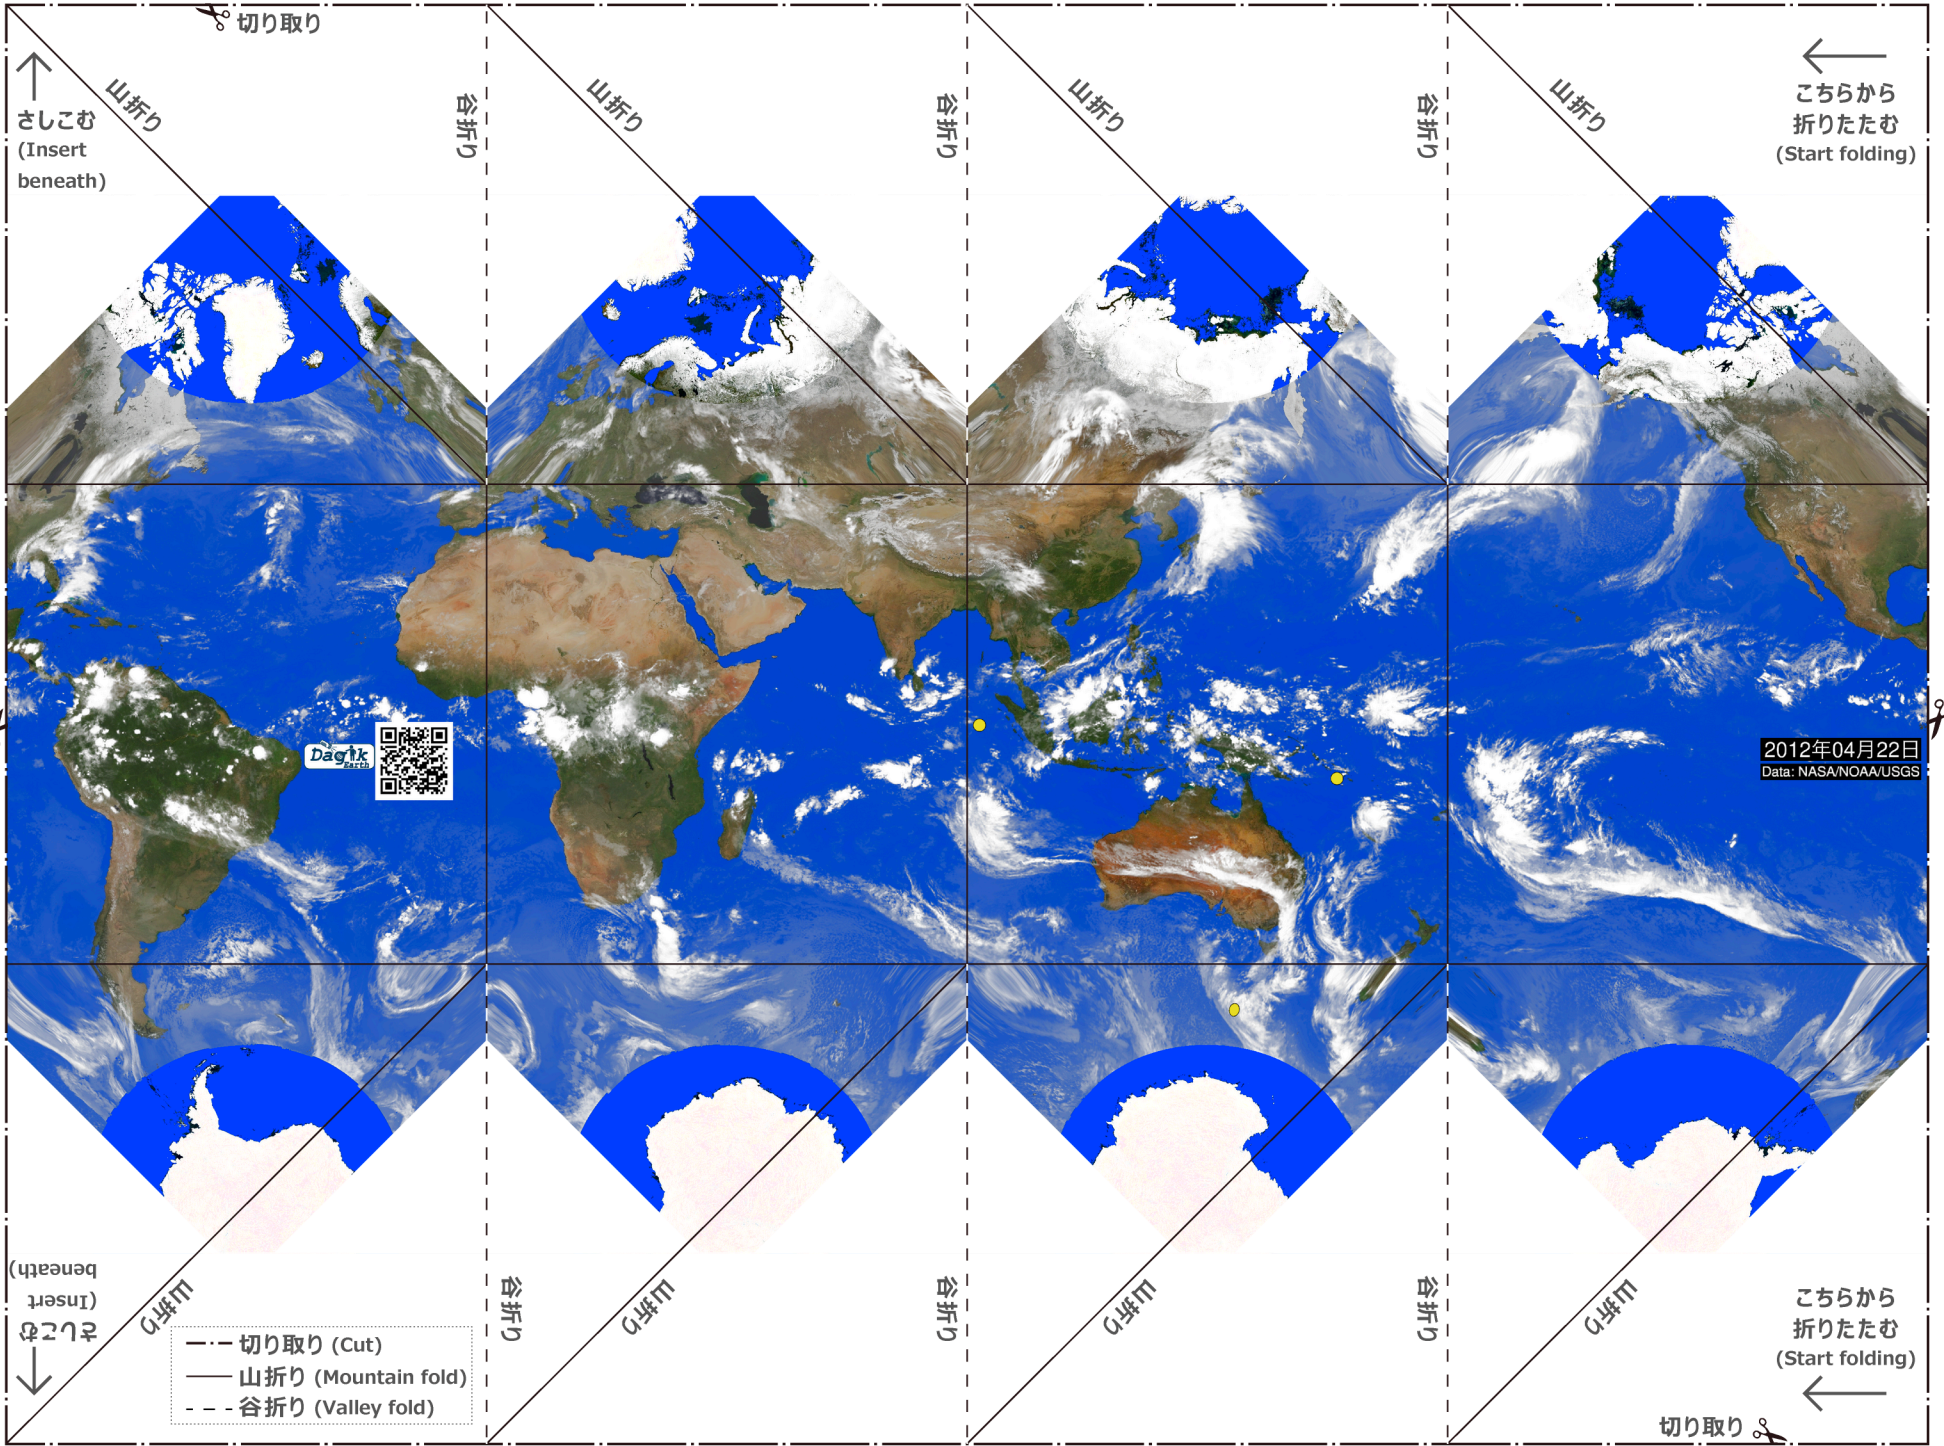 切り取り
さしこむ
(Insert
beneath)
山折り
谷折り
山折り
谷折り
山折り
谷折り
山折り
こちらから
折りたたむ
(Start folding)
Dagik
Earth
2012年04月22日
Data: NASA/NOAA/USGS
さしこむ
(Insert
beneath)
山折り
谷折り
山折り
谷折り
山折り
谷折り
山折り
こちらから
折りたたむ
(Start folding)
切り取り (Cut)
山折り (Mountain fold)
谷折り (Valley fold)
切り取り